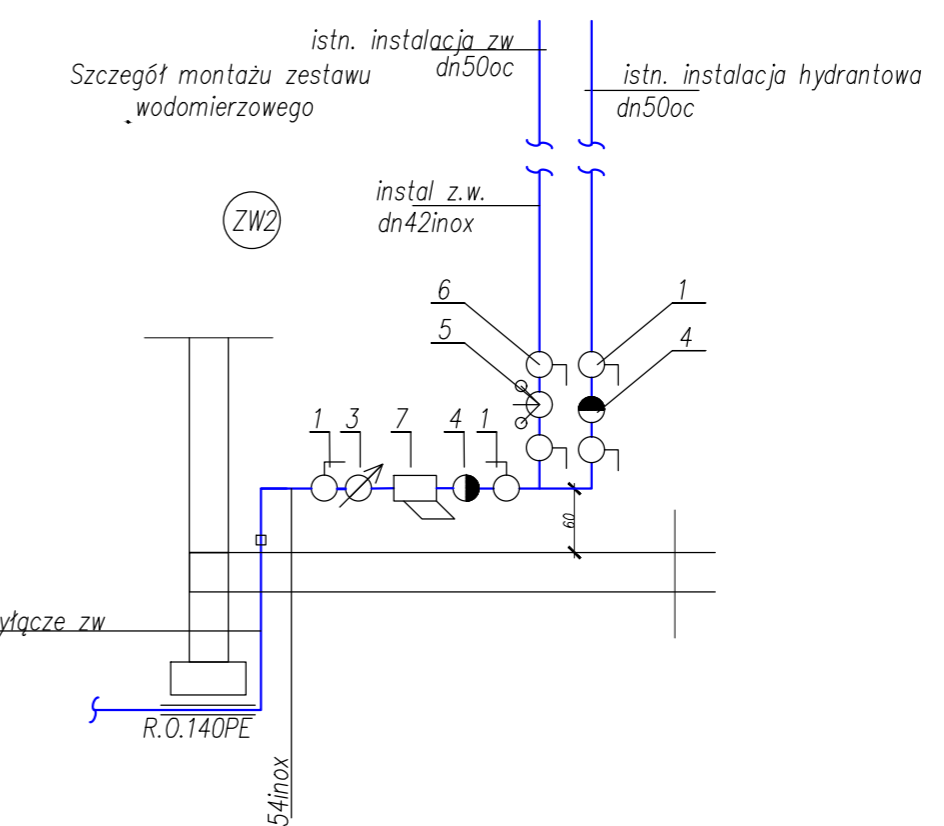 istn. instalacja zw
dn50oc
Szczegół montażu zestawu
wodomierzowego
istn. instalacja hydrantowa
dn50oc
instal z.w.
dn42inox
ZW2
6
1
5
4
1 3 7 4 1
60
yłącze zw
R.O.140PE
54inox